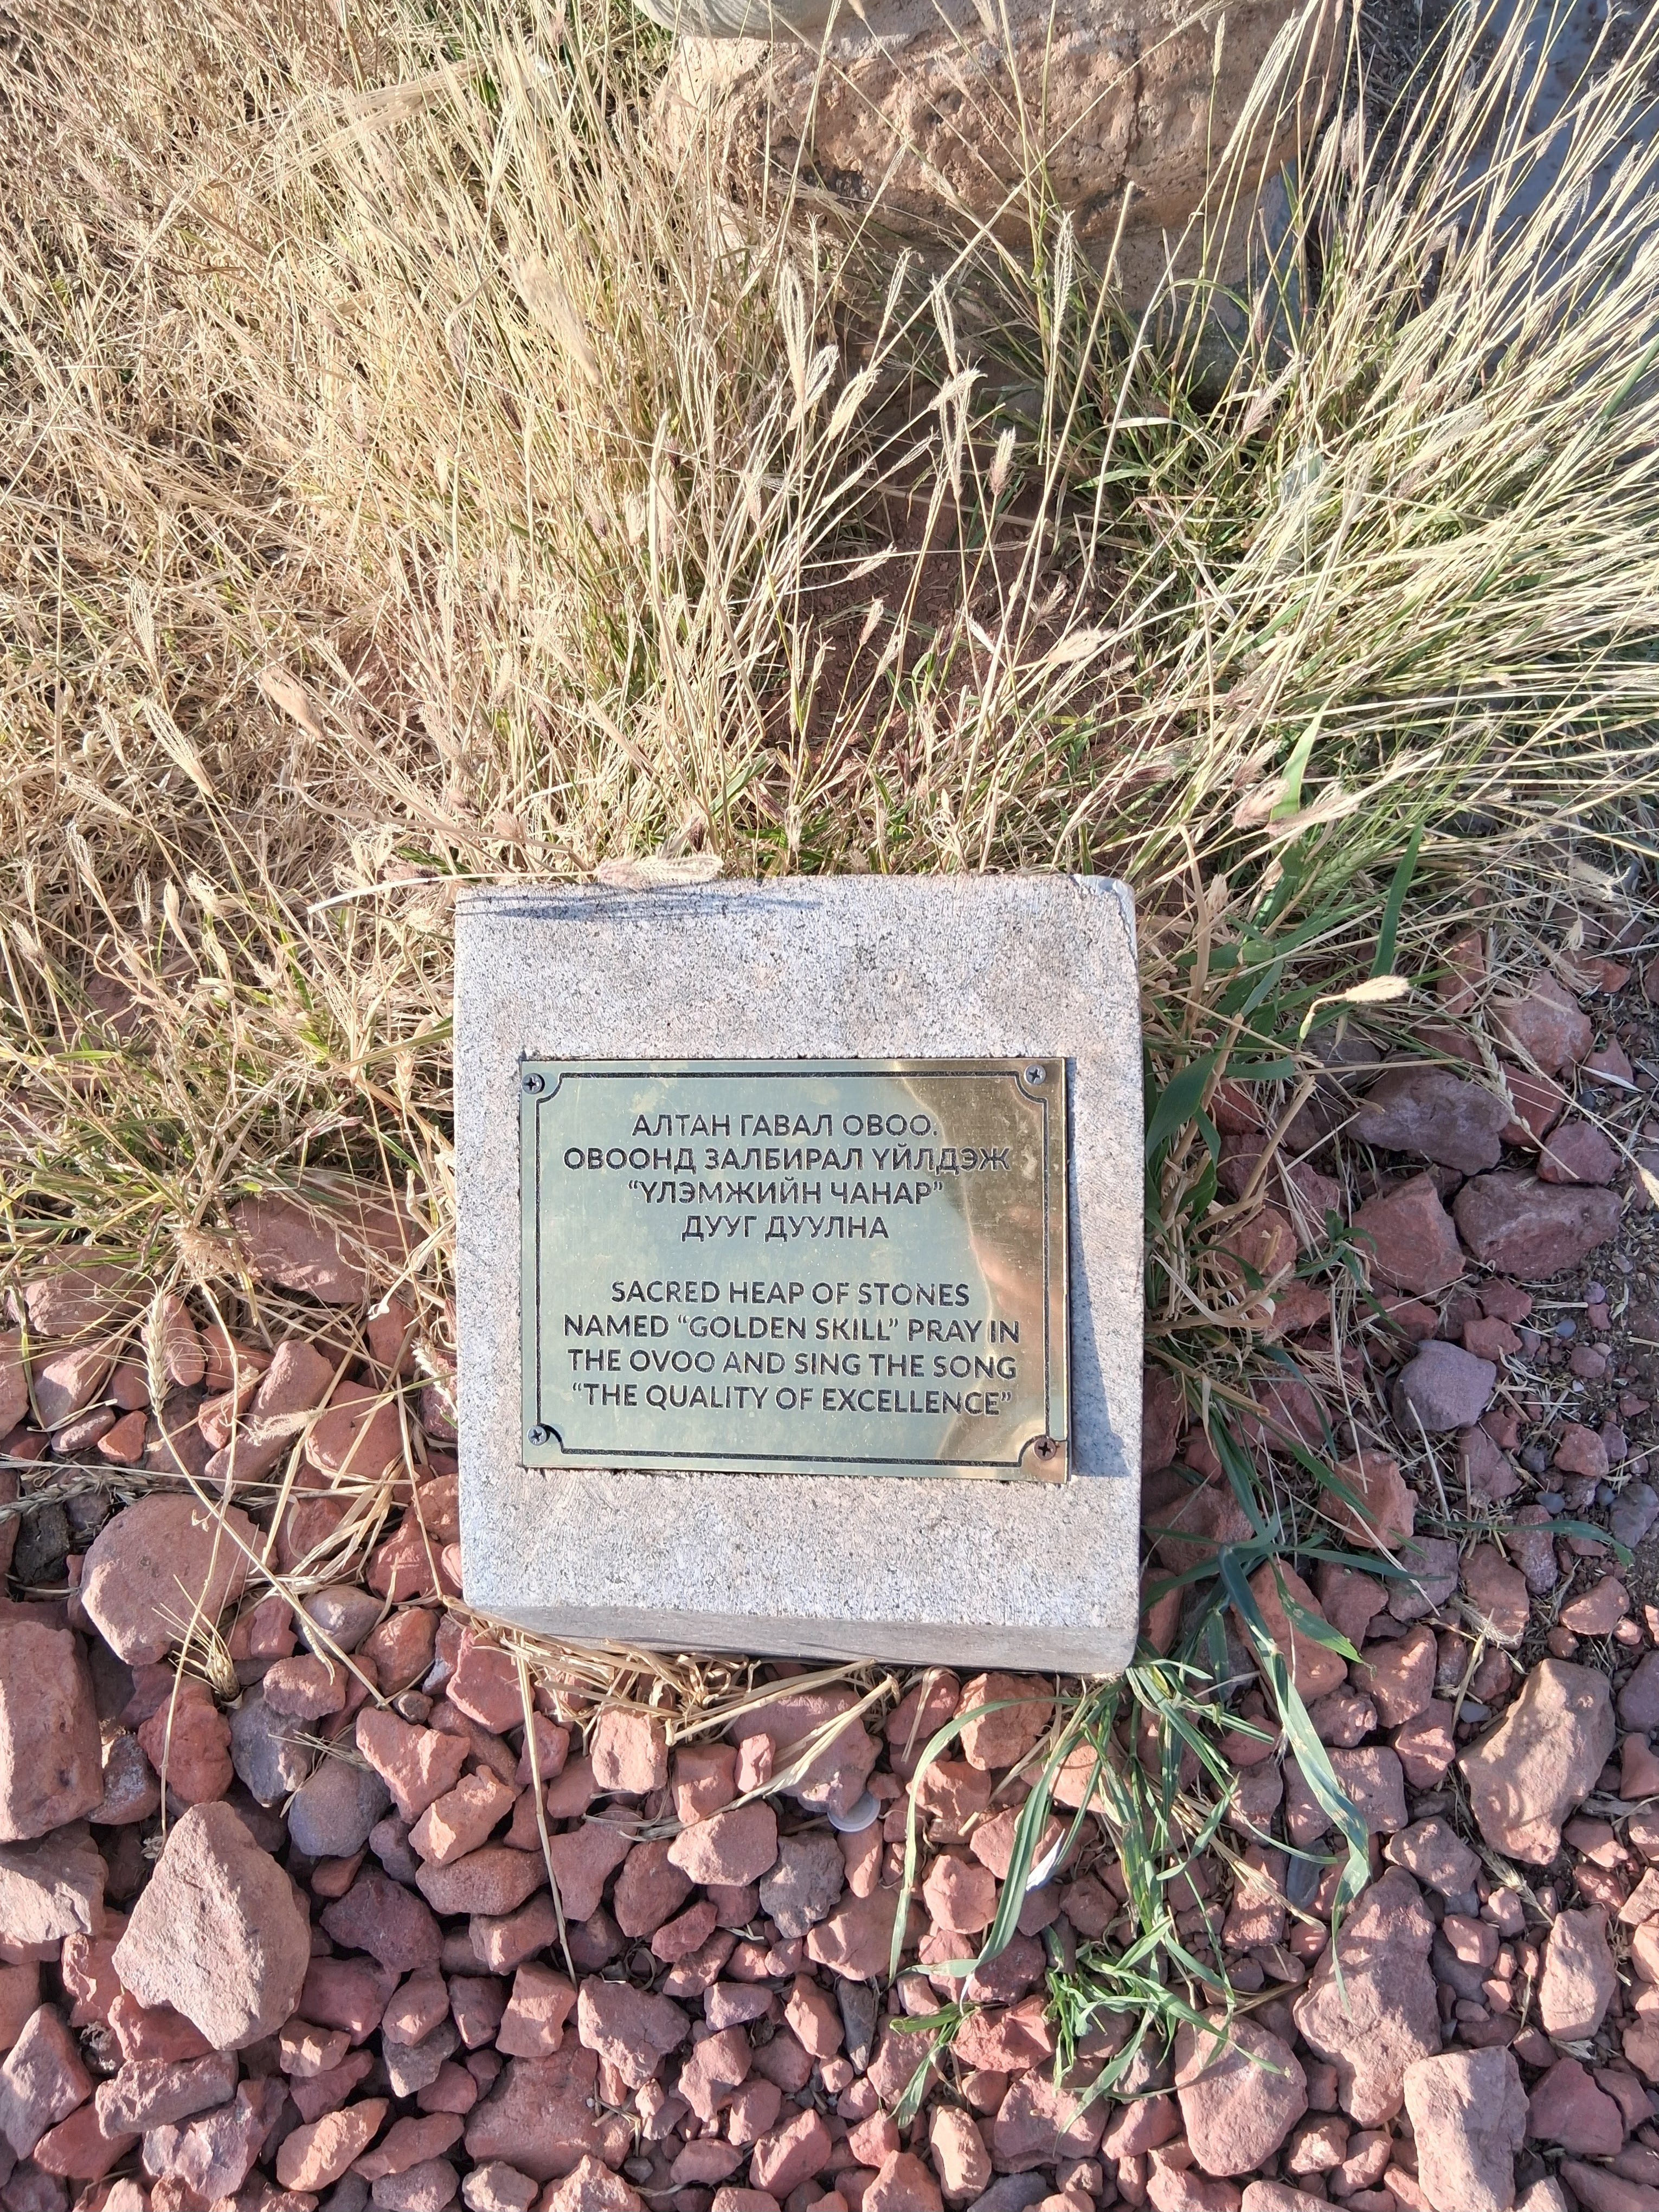 АЛТАН ГАВАЛ ОВОО.
ОВООНД ЗАЛБИРАЛ ҮЙЛДЭЖ
“ҮЛЭМЖИЙН ЧАНАР”
ДУУГ ДУУЛНА
SACRED HEAP OF STONES
NAMED “GOLDEN SKILL” PRAY IN
THE OVOO AND SING THE SONG
“THE QUALITY OF EXCELLENCE”